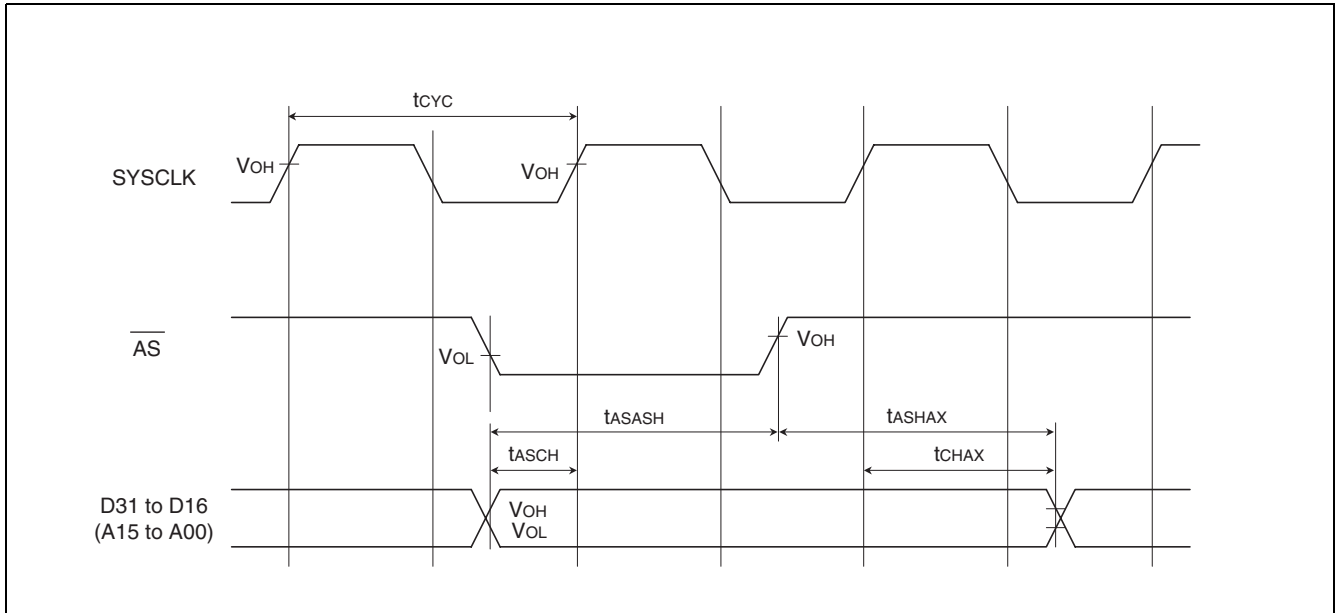 tCYC
SYSCLK
VOH
VOH
AS
VOL
VOH
tASASH
tASHAX
tASCH
tCHAX
D31 to D16
(A15 to A00)
VOH
VOL